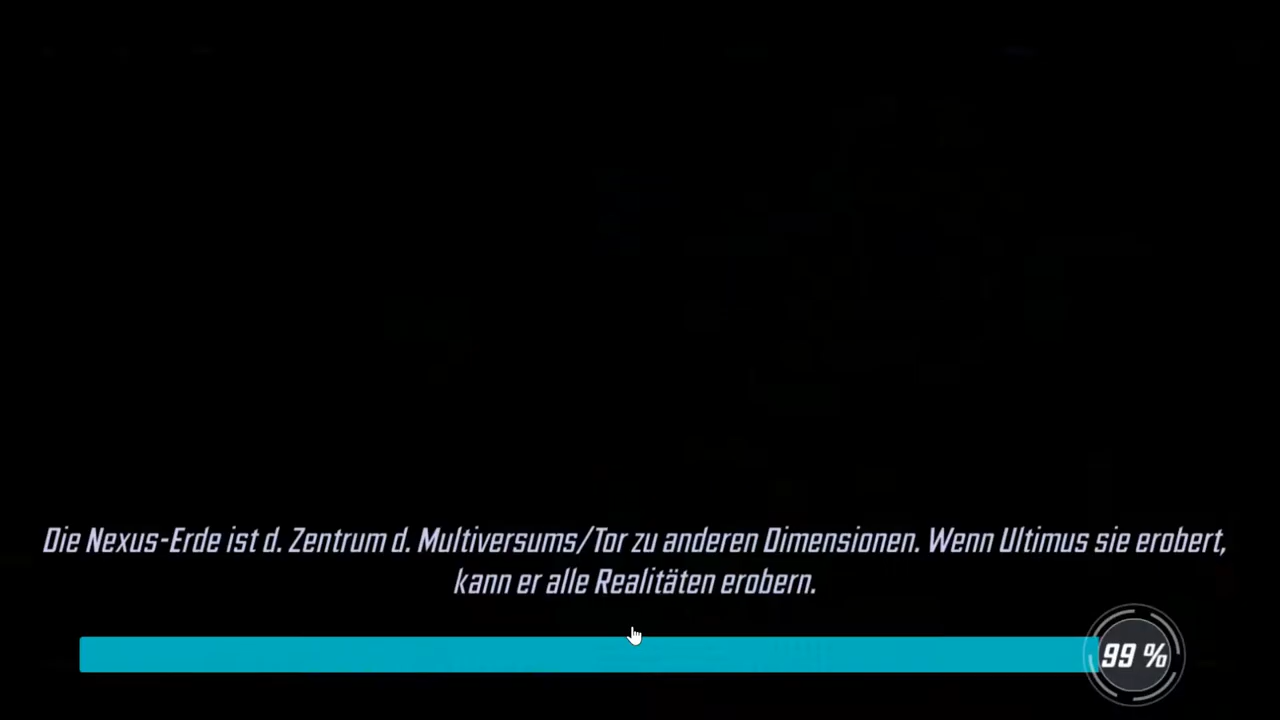 Die Nexus-Erde ist d. Zentrum d. Multiversums/Tor zu anderen Dimensionen. Wenn Ultimus sie erobert,
kann er alle Realitäten erobern.
99 %